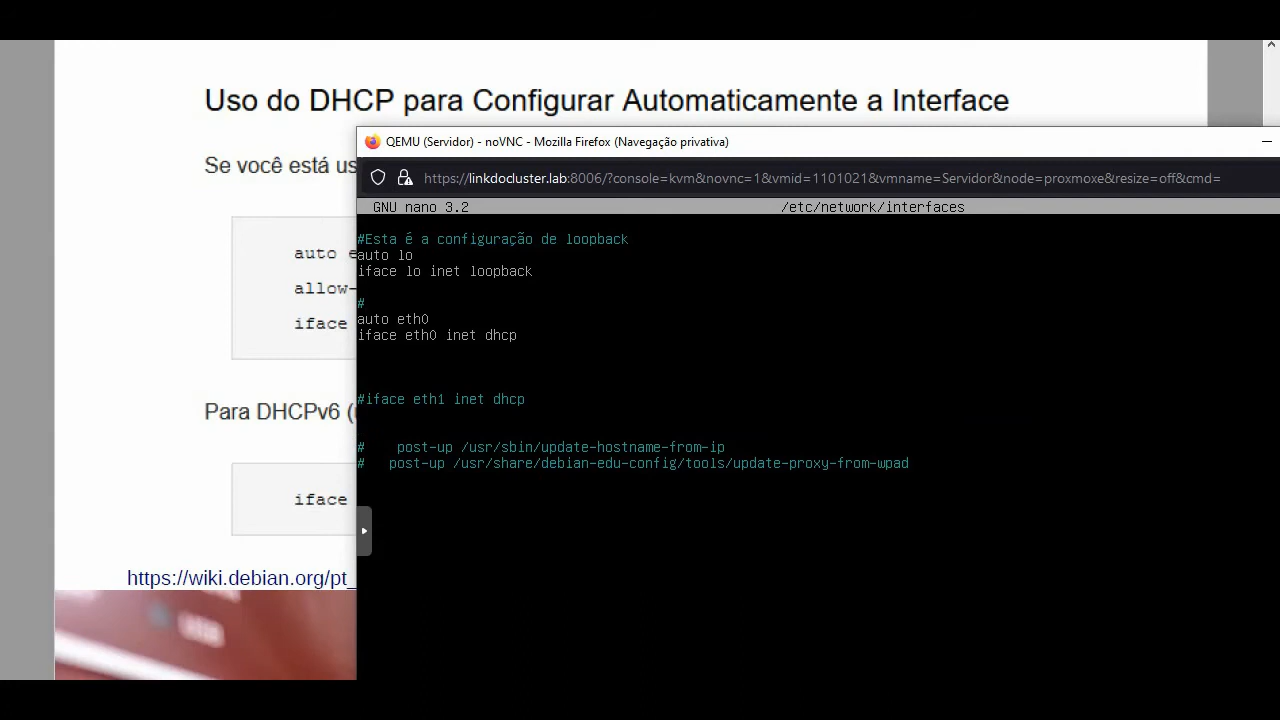 Uso do DHCP para Configurar Automaticamente a Interface
Se você está us
auto e
allow-
iface
Para DHCPv6 (
iface
https://wiki.debian.org/pt_
QEMU (Servidor) - noVNC - Mozilla Firefox (Navegação privativa)
https://linkdocluster.lab:8006/?console=kvm&novnc=1&vmid=1101021&vmname=Servidor&node=proxmoxe&resize=off&cmd=
GNU nano 3.2 /etc/network/interfaces
#Esta é a configuração de loopback
auto lo
iface lo inet loopback
#
auto eth0
iface eth0 inet dhcp
#iface eth1 inet dhcp
# post-up /usr/sbin/update-hostname-from-ip
# post-up /usr/share/debian-edu-config/tools/update-proxy-from-wpad